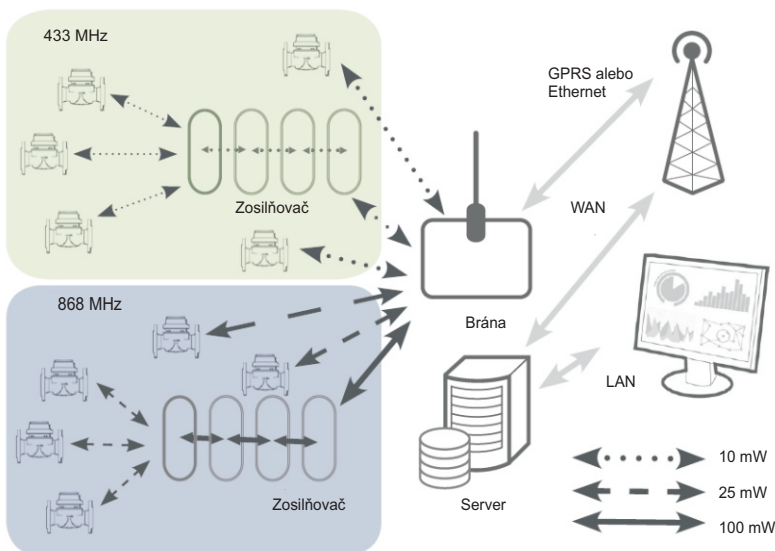 433 MHz
GPRS alebo
Ethernet
Zosilňovač
WAN
868 MHz
Brána
LAN
Zosilňovač
Server
10 mW
25 mW
100 mW